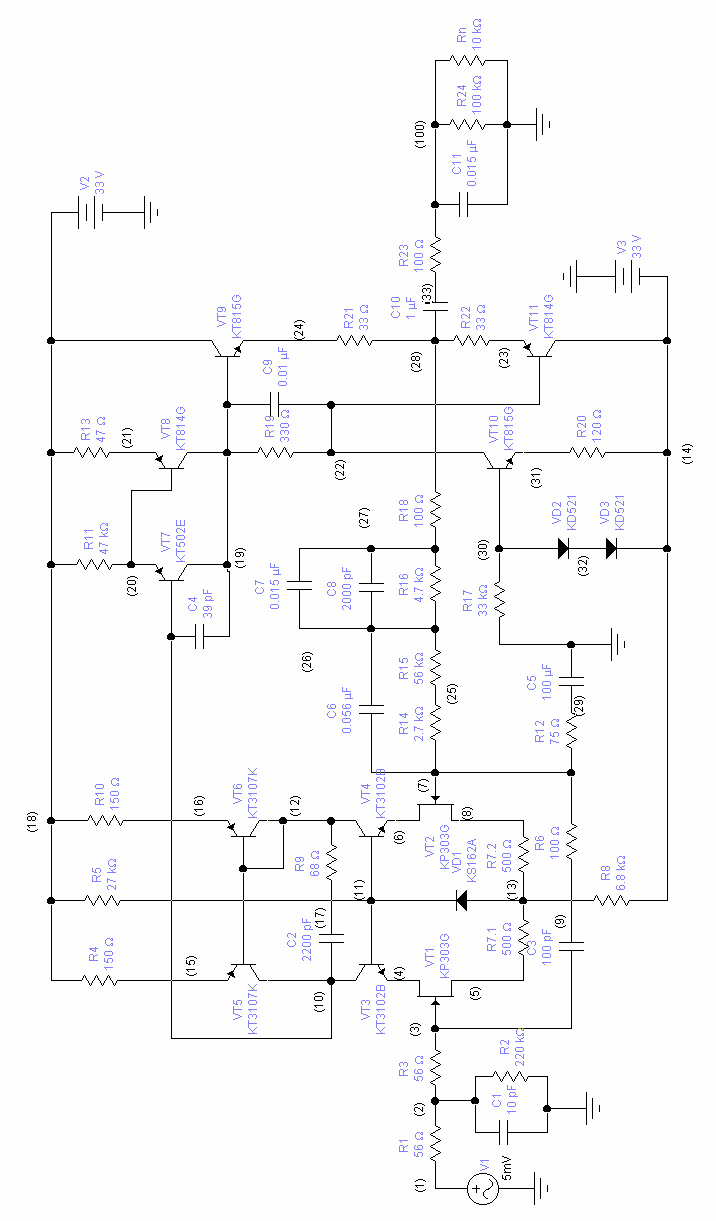 (18)
R4
150 Ω
R5
27 kΩ
R10
150 Ω
R11
47 kΩ
R13
47 Ω
V2
33 V
(15)
(16)
(20)
(21)
VT5
KT3107K
VT6
KT3107K
VT7
KT502E
VT8
KT814G
VT9
KT815G
(12)
C4
39 pF
(19)
C9
0.01 µF
R19
330 Ω
(24)
(10)
C2
2200 pF
(17)
R9
68 Ω
(11)
VT3
KT3102B
VT4
KT3102B
(22)
R21
33 Ω
(4)
(6)
C6
0.056 µF
(26)
C7
0.015 µF
C8
2000 pF
(27)
C10
1 µF
(33)
R23
100 Ω
C11
0.015 µF
(100)
R24
100 kΩ
Rn
10 kΩ
(1)
R1
56 Ω
(2)
R3
56 Ω
(3)
VT1
KP303G
(5)
VT2
KP303G
VD1
KS162A
(7)
(8)
R14
2.7 kΩ
(25)
R15
56 kΩ
R16
4.7 kΩ
R18
100 Ω
(28)
R22
33 Ω
(23)
VT11
KT814G
V1
5mV
C1
10 pF
R2
220 kΩ
R7.1
500 Ω
C3
100 pF
(13)
R7.2
500 Ω
(9)
R6
100 Ω
R8
6.8 kΩ
R12
75 Ω
(29)
C5
100 µF
R17
33 kΩ
(30)
VT10
KT815G
(31)
R20
120 Ω
VD2
KD521
(32)
VD3
KD521
(14)
V3
33 V